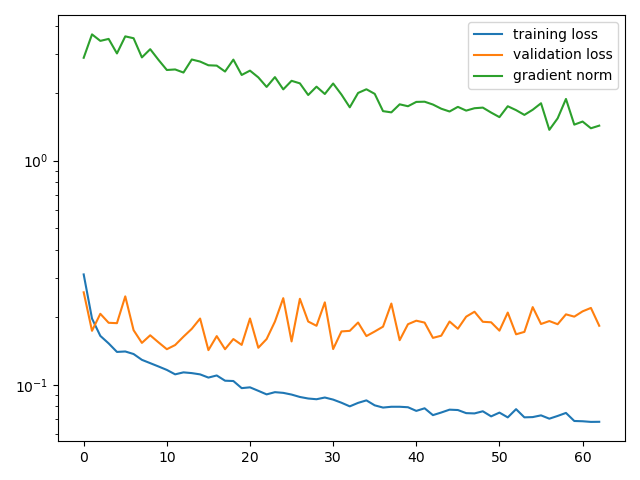 training loss
validation loss
gradient norm
10⁰
10⁻¹
0 10 20 30 40 50 60